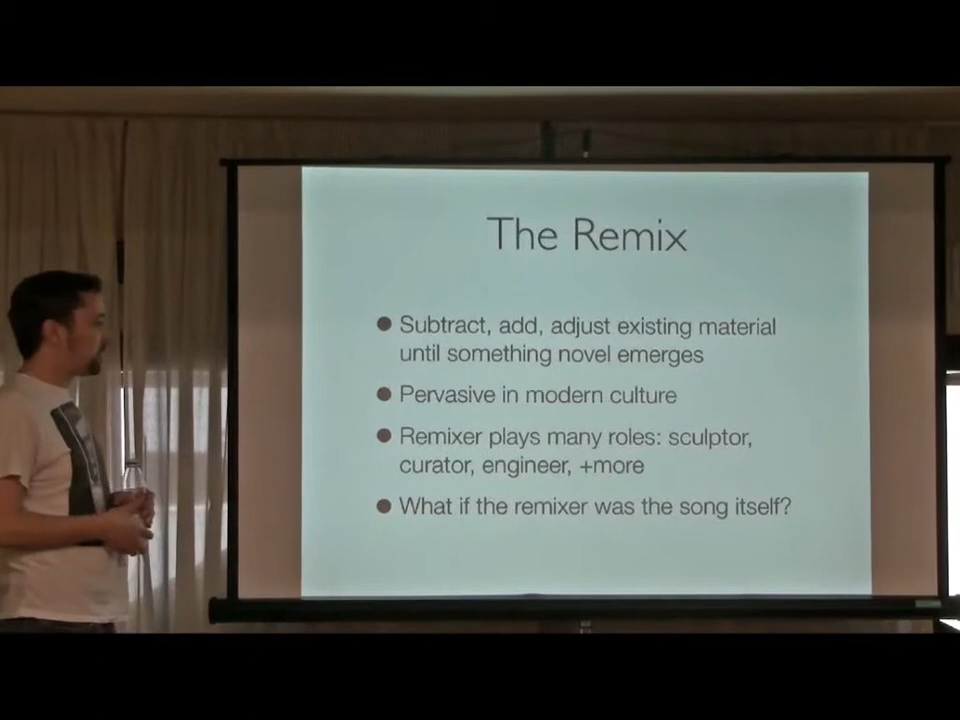 The Remix
Subtract, add, adjust existing material
until something novel emerges
Pervasive in modern culture
Remixer plays many roles: sculptor,
curator, engineer, +more
What if the remixer was the song itself?